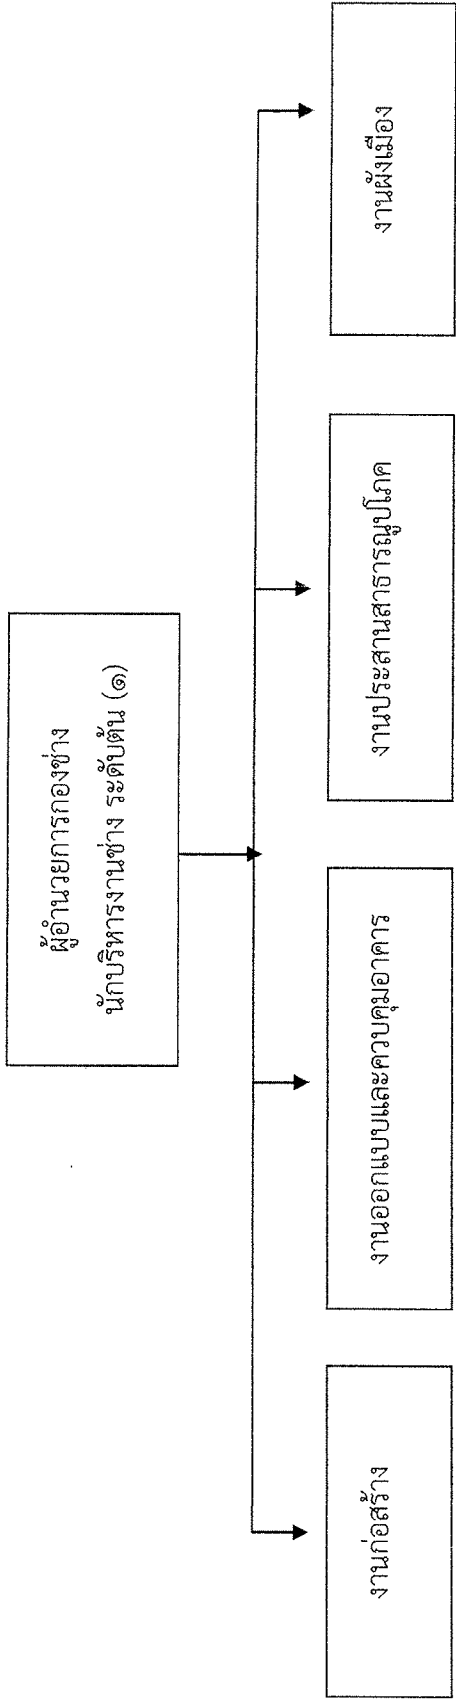 ผู้อำนวยการกองช่าง
นักบริหารงานช่าง ระดับต้น (๑)
งานก่อสร้าง
งานออกแบบและควบคุมอาคาร
งานประสานสาธารณูปโภค
งานผังเมือง